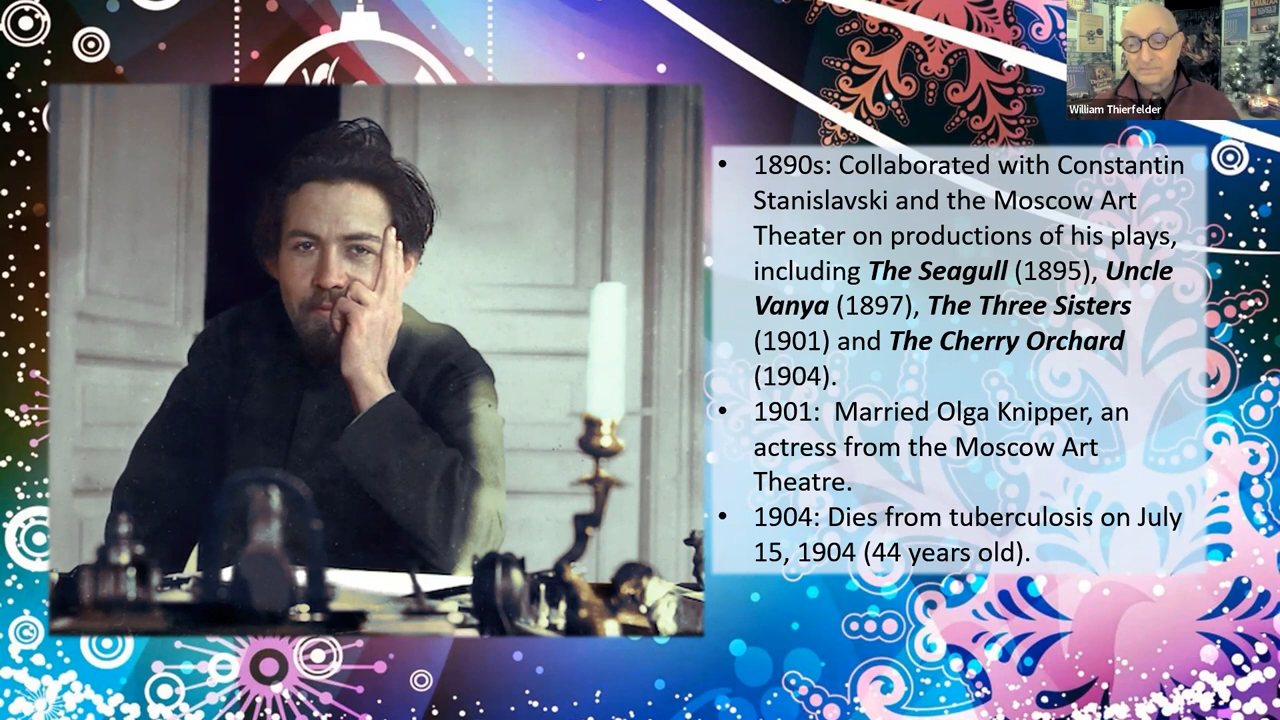 William Thierfelder
• 1890s: Collaborated with Constantin
Stanislavski and the Moscow Art
Theater on productions of his plays,
including The Seagull (1895), Uncle
Vanya (1897), The Three Sisters
(1901) and The Cherry Orchard
(1904).
• 1901:  Married Olga Knipper, an
actress from the Moscow Art
Theatre.
• 1904: Dies from tuberculosis on July
15, 1904 (44 years old).